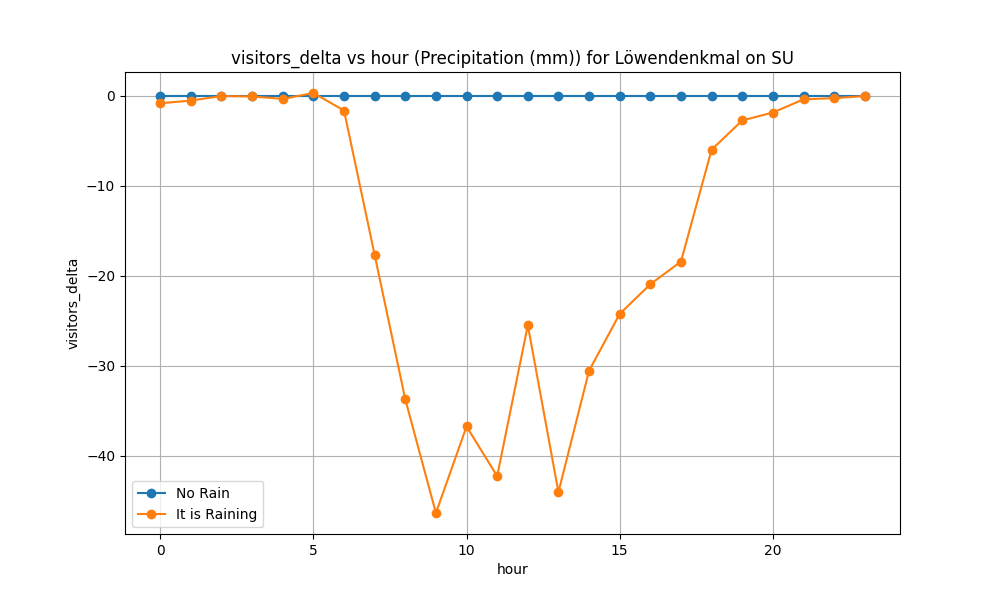 visitors_delta vs hour (Precipitation (mm)) for Löwendenkmal on SU
visitors_delta
0
−10
−20
−30
−40
No Rain
It is Raining
0 5 10 15 20
hour